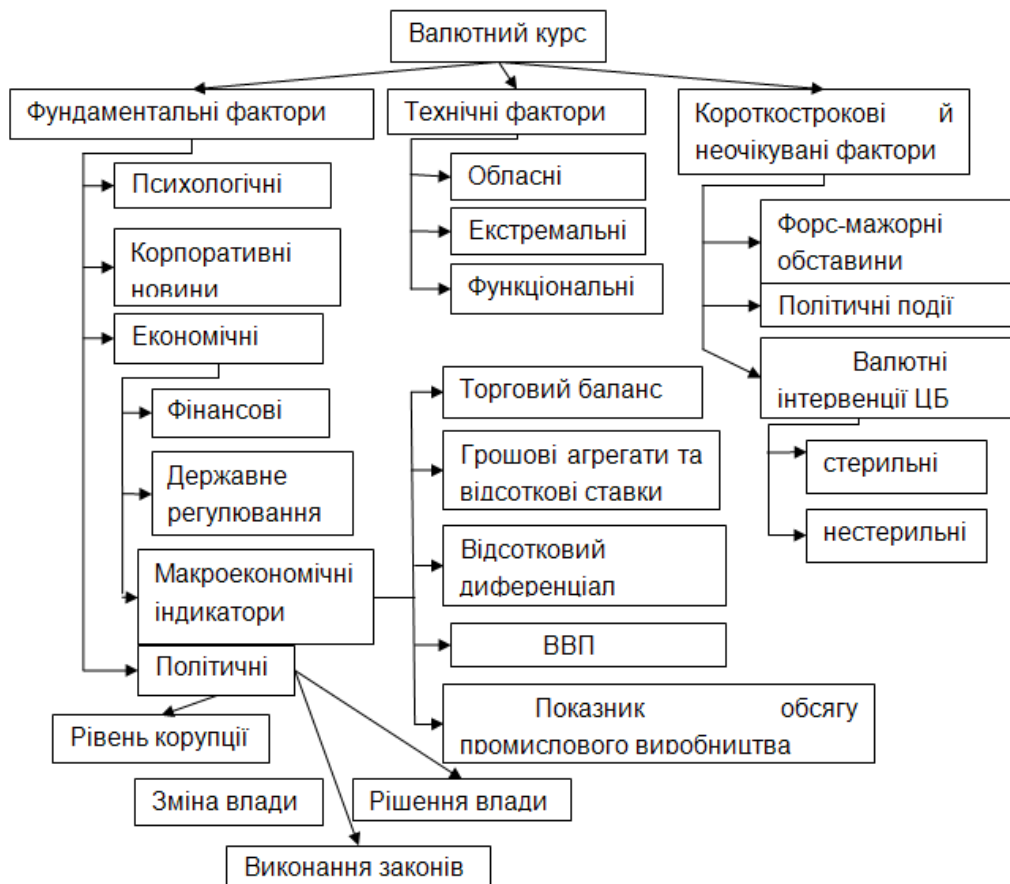 Валютний курс
Фундаментальні фактори
Психологічні
Корпоративні
новини
Економічні
Фінансові
Державне
регулювання
Макроекономічні
індикатори
Торговий баланс
Грошові агрегати та
відсоткові ставки
Відсотковий
диференціал
ВВП
Показник обсягу
промислового виробництва
Політичні
Рівень корупції
Зміна влади
Виконання законів
Рішення влади
Технічні фактори
Обласні
Екстремальні
Функціональні
Короткострокові й
неочікувані фактори
Форс-мажорні
обставини
Політичні події
Валютні
інтервенції ЦБ
стерильні
нестерильні